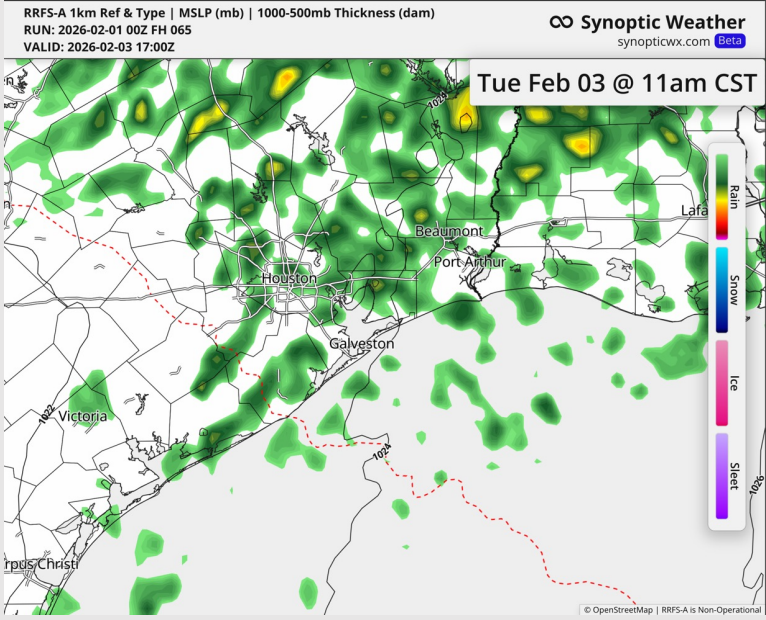 RRFS-A 1km Ref & Type | MSLP (mb) | 1000-500mb Thickness (dam)
RUN: 2026-02-01 00Z FH 065
VALID: 2026-02-03 17:00Z
Synoptic Weather
synopticwx.com Beta
Tue Feb 03 @ 11am CST
Rain
Lafa
Beaumont
Port Arthur
Snow
Houston
Galveston
Ice
1022
Victoria
1024
Sleet
1026
rpus Christi
© OpenStreetMap | RRFS-A is Non-Operational